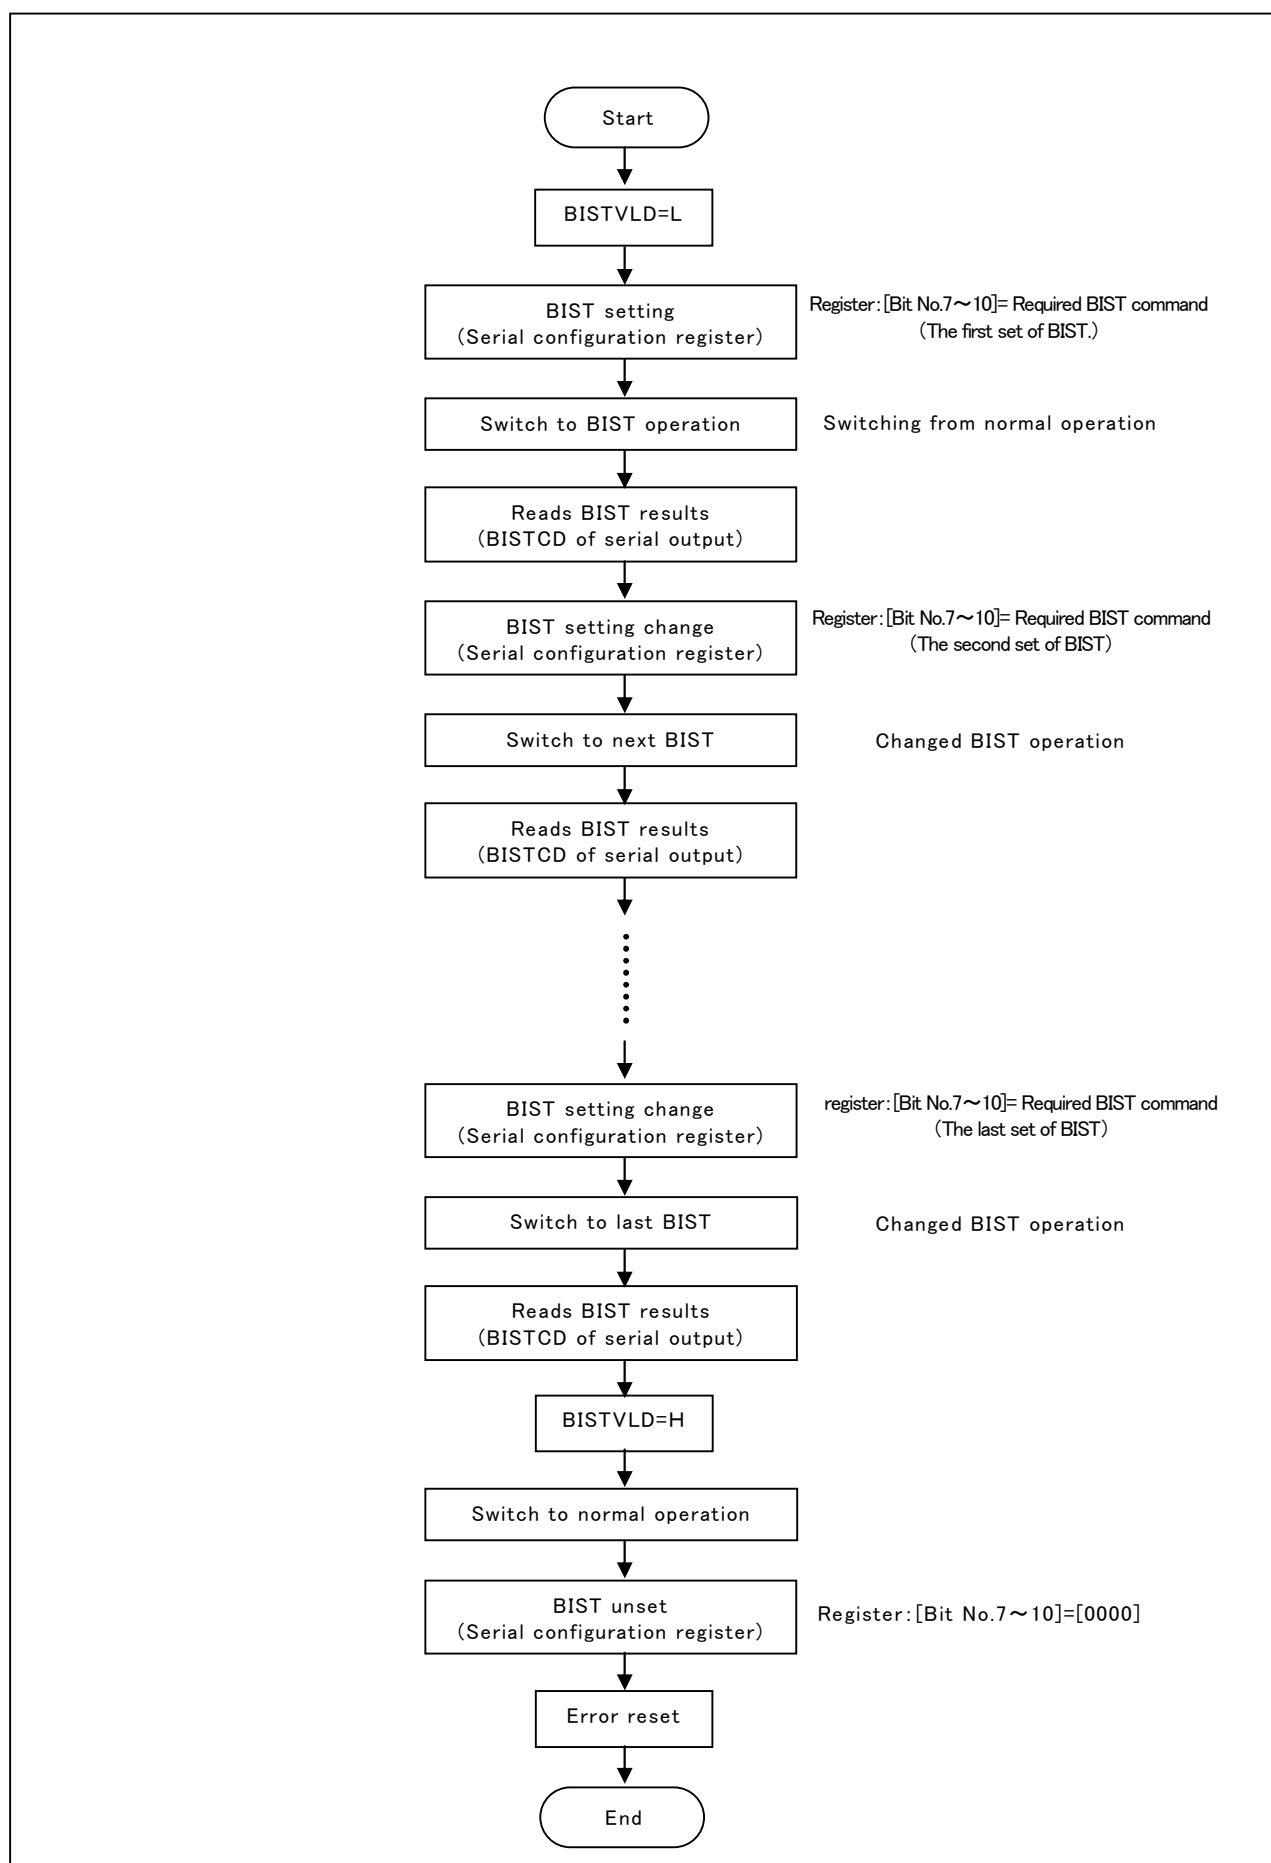 Start
BISTVLD=L
BIST setting
(Serial configuration register)
Register:[Bit No.7～10]= Required BIST command
(The first set of BIST.)
Switch to BIST operation
Switching from normal operation
Reads BIST results
(BISTCD of serial output)
BIST setting change
(Serial configuration register)
Register:[Bit No.7～10]= Required BIST command
(The second set of BIST)
Switch to next BIST
Changed BIST operation
Reads BIST results
(BISTCD of serial output)
BIST setting change
(Serial configuration register)
register:[Bit No.7～10]= Required BIST command
(The last set of BIST)
Switch to last BIST
Changed BIST operation
Reads BIST results
(BISTCD of serial output)
BISTVLD=H
Switch to normal operation
BIST unset
(Serial configuration register)
Register:[Bit No.7～10]=[0000]
Error reset
End